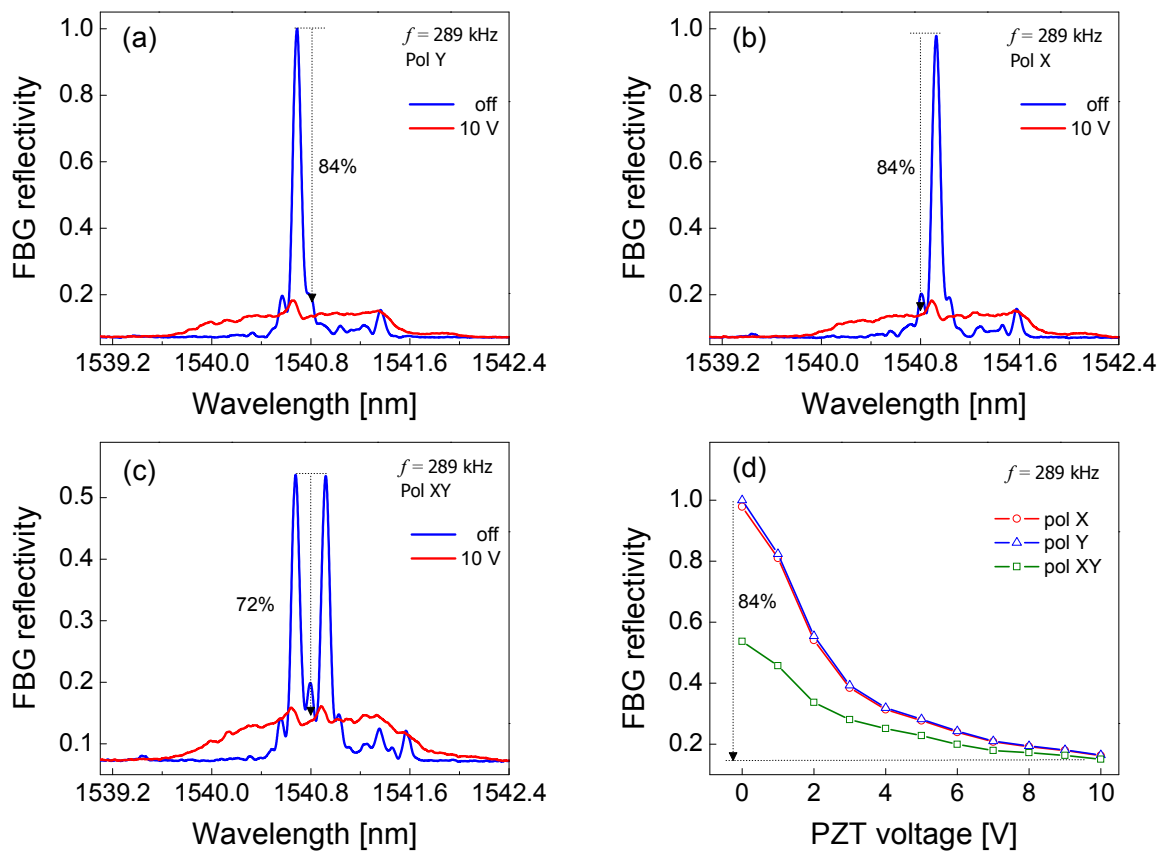 (a)
f = 289 kHz
Pol Y
off
10 V
84%
1.0
0.8
0.6
0.4
0.2
FBG reflectivity
1539.2 1540.0 1540.8 1541.6 1542.4
Wavelength [nm]
(b)
f = 289 kHz
Pol X
off
10 V
84%
1.0
0.8
0.6
0.4
0.2
FBG reflectivity
1539.2 1540.0 1540.8 1541.6 1542.4
Wavelength [nm]
(c)
f = 289 kHz
Pol XY
off
10 V
72%
0.5
0.4
0.3
0.2
0.1
FBG reflectivity
1539.2 1540.0 1540.8 1541.6 1542.4
Wavelength [nm]
(d)
f = 289 kHz
pol X
pol Y
pol XY
84%
1.0
0.8
0.6
0.4
0.2
FBG reflectivity
0 2 4 6 8 10
PZT voltage [V]